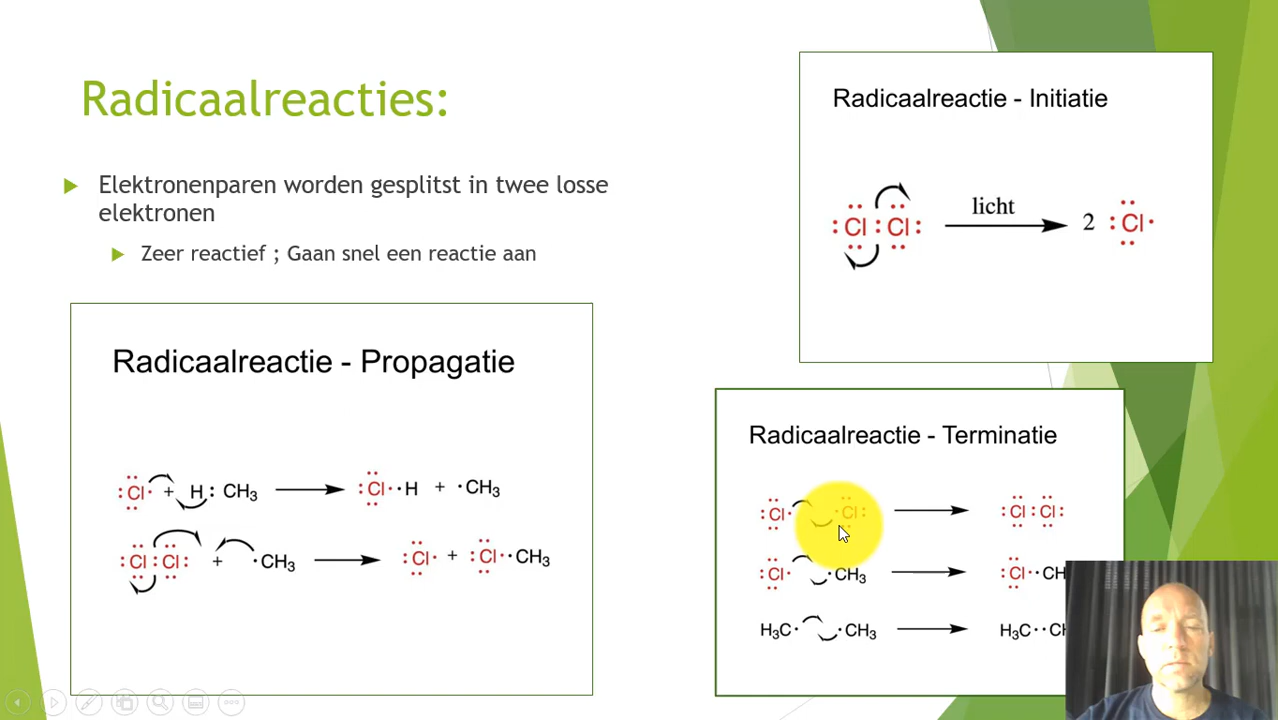 Radicaalreacties:
Elektronenparen worden gesplitst in twee losse
elektronen
Zeer reactief ; Gaan snel een reactie aan
Radicaalreactie - Initiatie
:Cl:Cl: licht 2 :Cl·
Radicaalreactie - Propagatie
:Cl· + H:CH₃ :Cl··H + ·CH₃
:Cl:Cl: + ·CH₃ :Cl· + :Cl··CH₃
Radicaalreactie - Terminatie
:Cl· ·Cl: :Cl:Cl:
:Cl· ·CH₃ :Cl··CH
H₃C· ·CH₃ H₃C··CH